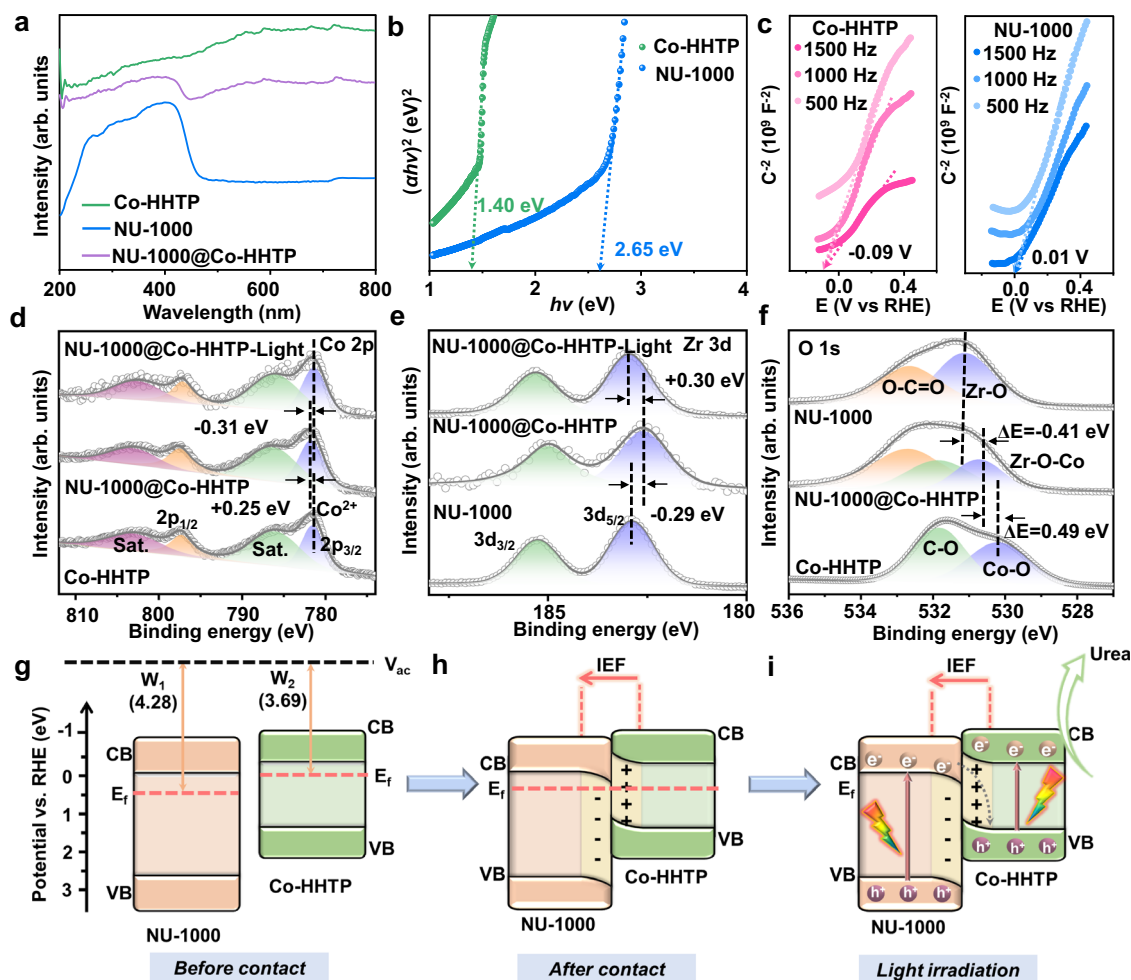 a
Intensity (arb. units)
Co-HHTP
NU-1000
NU-1000@Co-HHTP
200 400 600 800
Wavelength (nm)
b
(αhv)² (eV)²
Co-HHTP
NU-1000
1.40 eV
2.65 eV
1 2 3 4
hv (eV)
c
C⁻² (10⁹ F⁻²)
Co-HHTP
1500 Hz
1000 Hz
500 Hz
-0.09 V
0.0 0.4
E (V vs RHE)
C⁻² (10⁹ F⁻²)
NU-1000
1500 Hz
1000 Hz
500 Hz
0.01 V
0.0 0.4
E (V vs RHE)
d
Intensity (arb. units)
NU-1000@Co-HHTP-Light
Co 2p
-0.31 eV
NU-1000@Co-HHTP
+0.25 eV
Co²⁺
2p₁/₂
Sat.
Sat.
2p₃/₂
Co-HHTP
810 800 790 780
Binding energy (eV)
e
Intensity (arb. units)
NU-1000@Co-HHTP-Light
Zr 3d
+0.30 eV
NU-1000@Co-HHTP
NU-1000
3d₅/₂
-0.29 eV
3d₃/₂
185 180
Binding energy (eV)
f
Intensity (arb. units)
O 1s
O-C=O
Zr-O
NU-1000
ΔE=-0.41 eV
Zr-O-Co
NU-1000@Co-HHTP
ΔE=0.49 eV
C-O
Co-HHTP
Co-O
536 534 532 530 528
Binding energy (eV)
g
Potential vs. RHE (eV)
-1
0
1
2
3
Vac
W₁
(4.28)
W₂
(3.69)
CB
Ef
VB
NU-1000
CB
Ef
VB
Co-HHTP
Before contact
h
IEF
CB
Ef
VB
NU-1000
+
+
+
+
+
-
-
-
-
-
CB
VB
Co-HHTP
After contact
i
IEF
Urea
CB
Ef
VB
e⁻ e⁻ e⁻
h⁺ h⁺ h⁺
NU-1000
+
+
+
+
+
-
-
-
-
-
CB
e⁻ e⁻ e⁻
VB
h⁺ h⁺ h⁺
Co-HHTP
Light irradiation